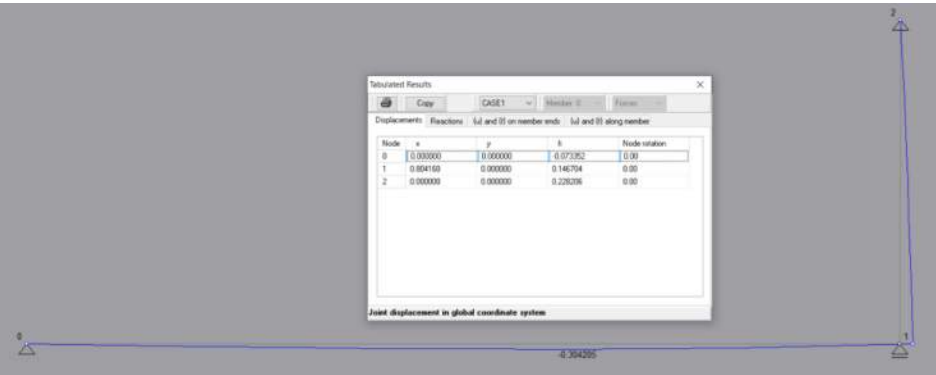 2
Tabulated Results
Copy CASE1 Member 0 Forces
Displacements Reactions {u} and {f} on member ends {u} and {f} along member
Node x y fi Node rotation
0 0.000000 0.000000 -0.073352 0.00
1 0.804160 0.000000 0.146704 0.00
2 0.000000 0.000000 0.228206 0.00
Joint displacement in global coordinate system
0
1
-0.304205